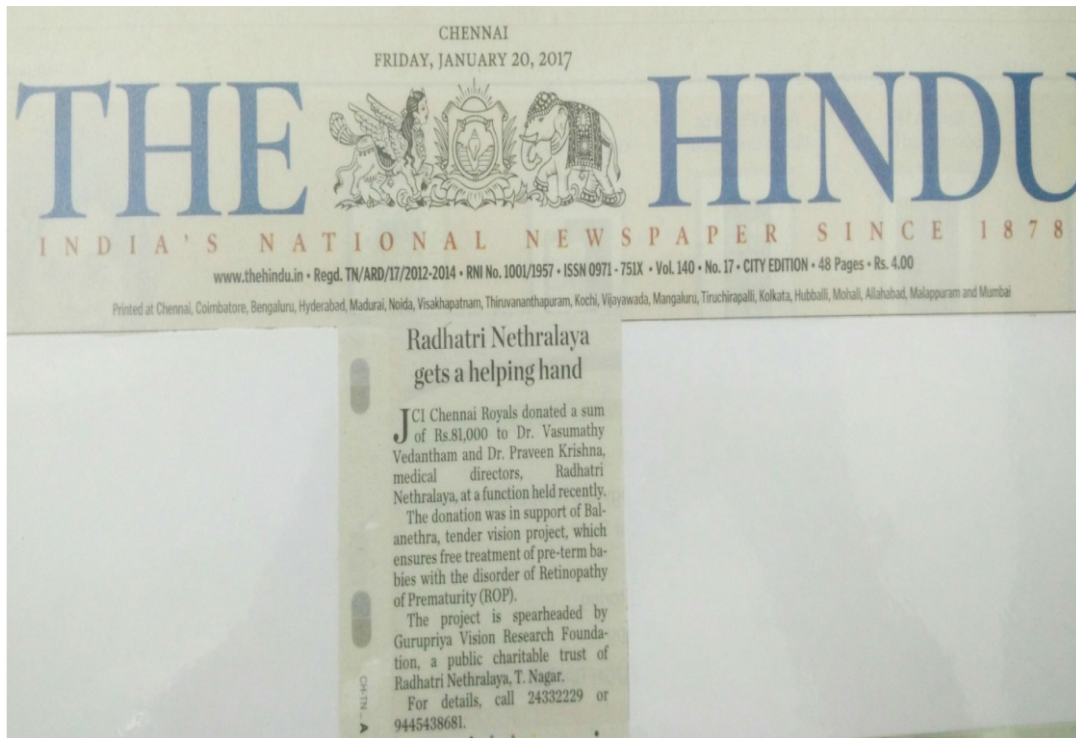 CHENNAI
FRIDAY, JANUARY 20, 2017
THE HINDU
INDIA'S NATIONAL NEWSPAPER SINCE 1878
www.thehindu.in • Regd. TN/ARD/17/2012-2014 • RNI No. 1001/1957 • ISSN 0971 - 751X • Vol. 140 • No. 17 • CITY EDITION • 48 Pages • Rs. 4.00
Printed at Chennai, Coimbatore, Bengaluru, Hyderabad, Madurai, Noida, Visakhapatnam, Thiruvananthapuram, Kochi, Vijayawada, Mangaluru, Tiruchirapalli, Kolkata, Hubballi, Mohali, Allahabad, Malappuram and Mumbai
Radhatri Nethralaya
gets a helping hand
JCI Chennai Royals donated a sum
of Rs.81,000 to Dr. Vasumathy
Vedantham and Dr. Praveen Krishna,
medical directors, Radhatri
Nethralaya, at a function held recently.
The donation was in support of Bal-
anethra, tender vision project, which
ensures free treatment of pre-term ba-
bies with the disorder of Retinopathy
of Prematurity (ROP).
The project is spearheaded by
Gurupriya Vision Research Founda-
tion, a public charitable trust of
Radhatri Nethralaya, T. Nagar.
For details, call 24332229 or
9445438681.
CH-TN_A